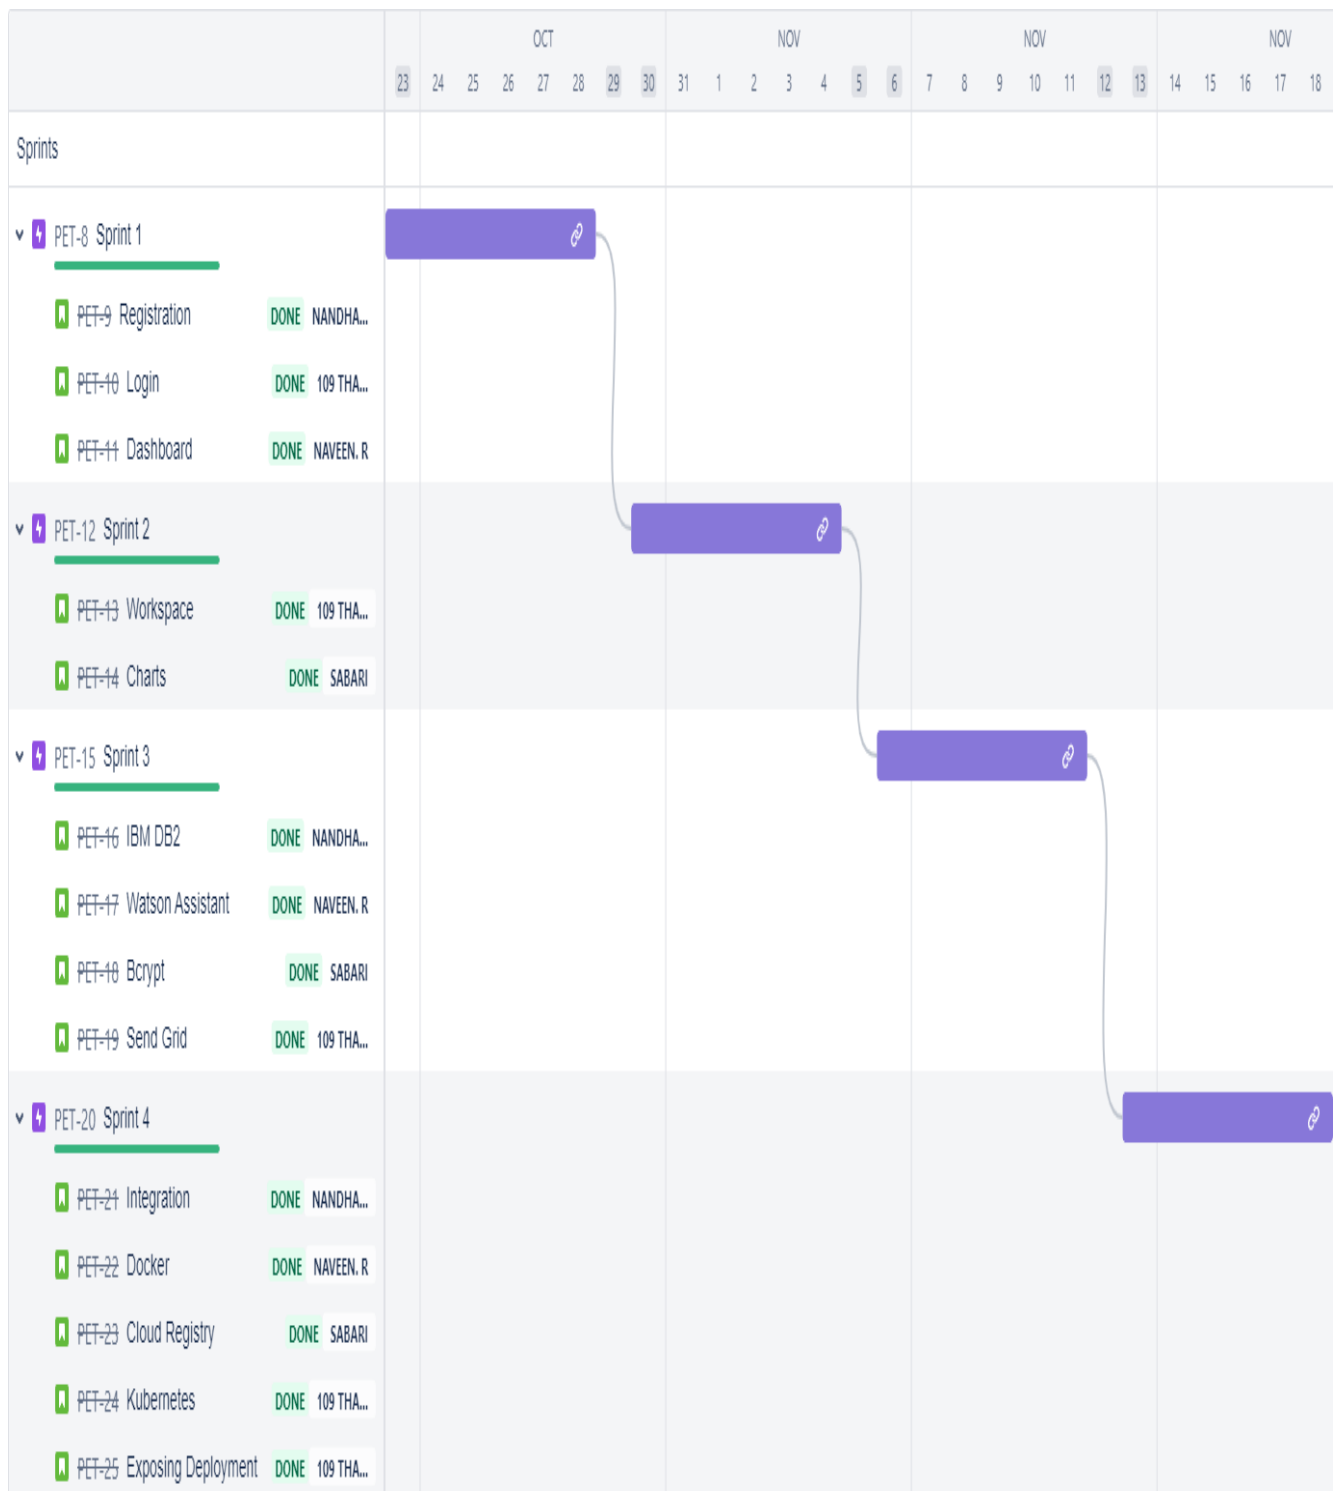 OCT NOV NOV NOV
23 24 25 26 27 28 29 30 31 1 2 3 4 5 6 7 8 9 10 11 12 13 14 15 16 17 18
Sprints
PET-8 Sprint 1
PET-9 Registration DONE NANDHA...
PET-10 Login DONE 109 THA...
PET-11 Dashboard DONE NAVEEN. R
PET-12 Sprint 2
PET-13 Workspace DONE 109 THA...
PET-14 Charts DONE SABARI
PET-15 Sprint 3
PET-16 IBM DB2 DONE NANDHA...
PET-17 Watson Assistant DONE NAVEEN. R
PET-18 Bcrypt DONE SABARI
PET-19 Send Grid DONE 109 THA...
PET-20 Sprint 4
PET-21 Integration DONE NANDHA...
PET-22 Docker DONE NAVEEN. R
PET-23 Cloud Registry DONE SABARI
PET-24 Kubernetes DONE 109 THA...
PET-25 Exposing Deployment DONE 109 THA...